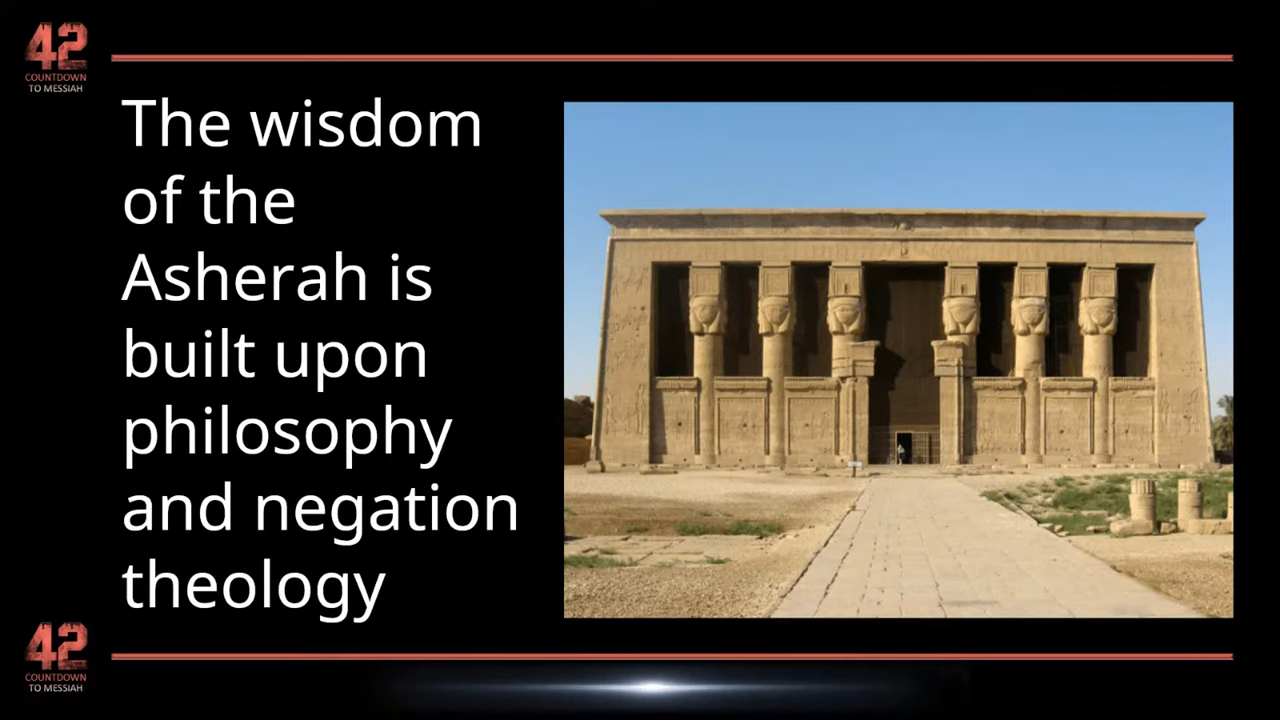 42
COUNTDOWN
TO MESSIAH
The wisdom
of the
Asherah is
built upon
philosophy
and negation
theology
42
COUNTDOWN
TO MESSIAH